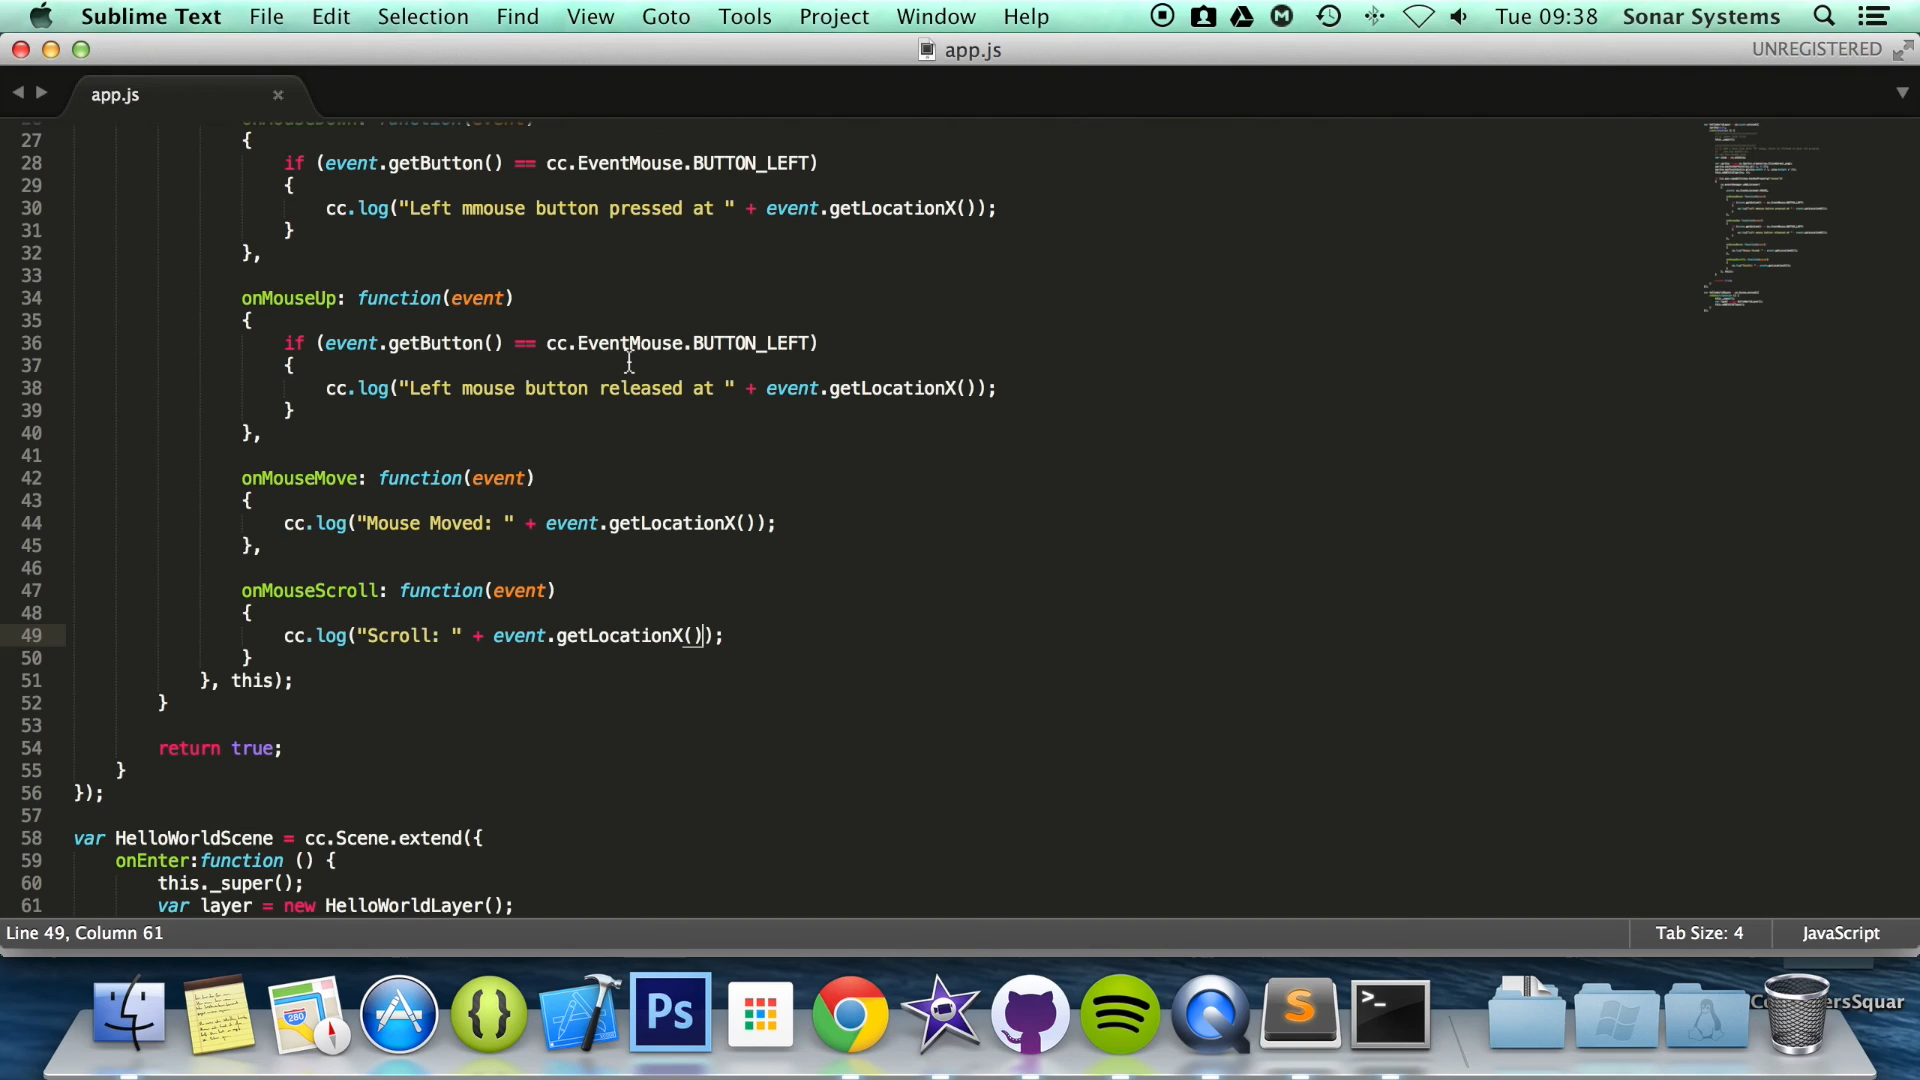 Sublime Text File Edit Selection Find View Goto Tools Project Window Help Tue 09:38 Sonar Systems
app.js UNREGISTERED
app.js
27 {
28 if (event.getButton() == cc.EventMouse.BUTTON_LEFT)
29 {
30 cc.log("Left mmouse button pressed at " + event.getLocationX());
31 }
32 },
33
34 onMouseUp: function(event)
35 {
36 if (event.getButton() == cc.EventMouse.BUTTON_LEFT)
37 {
38 cc.log("Left mouse button released at " + event.getLocationX());
39 }
40 },
41
42 onMouseMove: function(event)
43 {
44 cc.log("Mouse Moved: " + event.getLocationX());
45 },
46
47 onMouseScroll: function(event)
48 {
49 cc.log("Scroll: " + event.getLocationX());
50 }
51 }, this);
52 }
53
54 return true;
55 }
56 });
57
58 var HelloWorldScene = cc.Scene.extend({
59 onEnter:function () {
60 this._super();
61 var layer = new HelloWorldLayer();
Line 49, Column 61 Tab Size: 4 JavaScript
280
Ps
S
>_